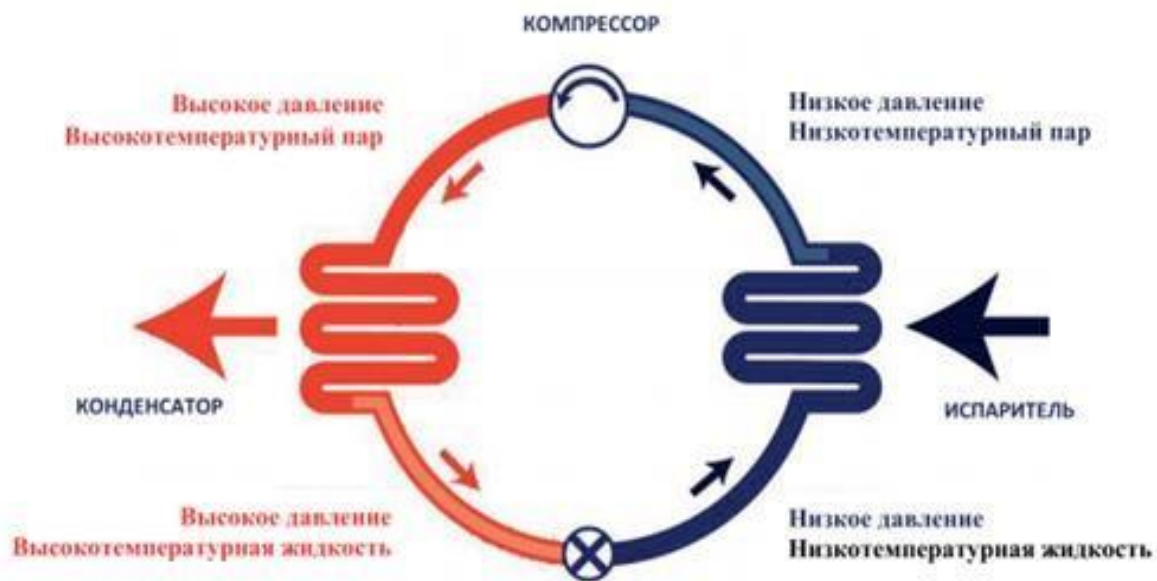 КОМПРЕССОР
Высокое давление
Высокотемпературный пар
Низкое давление
Низкотемпературный пар
КОНДЕНСАТОР
ИСПАРИТЕЛЬ
Высокое давление
Высокотемпературная жидкость
Низкое давление
Низкотемпературная жидкость